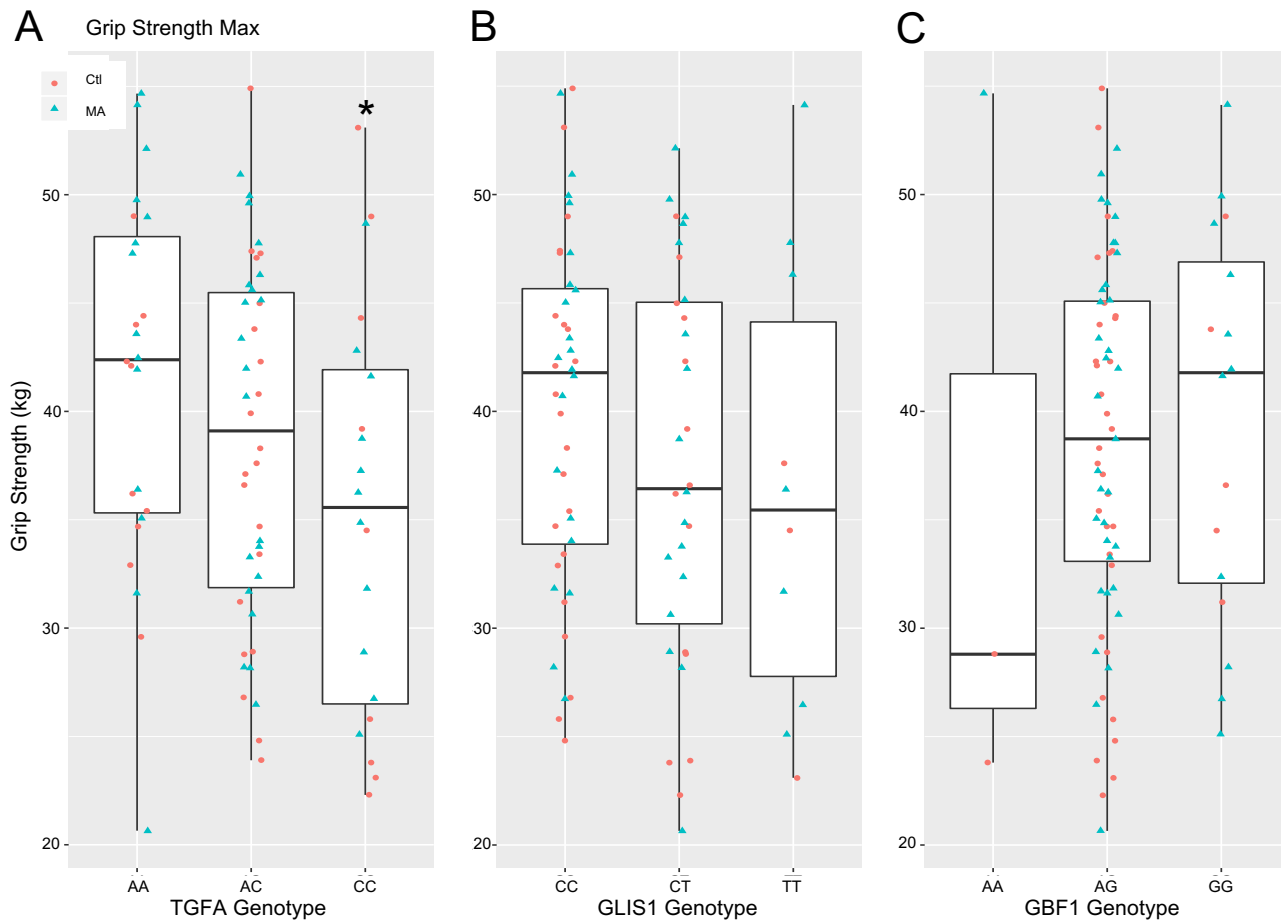 A
Grip Strength Max
Ctl
MA
*
Grip Strength (kg)
50
40
30
20
AA
AC
CC
TGFA Genotype
B
50
40
30
20
CC
CT
TT
GLIS1 Genotype
C
50
40
30
20
AA
AG
GG
GBF1 Genotype